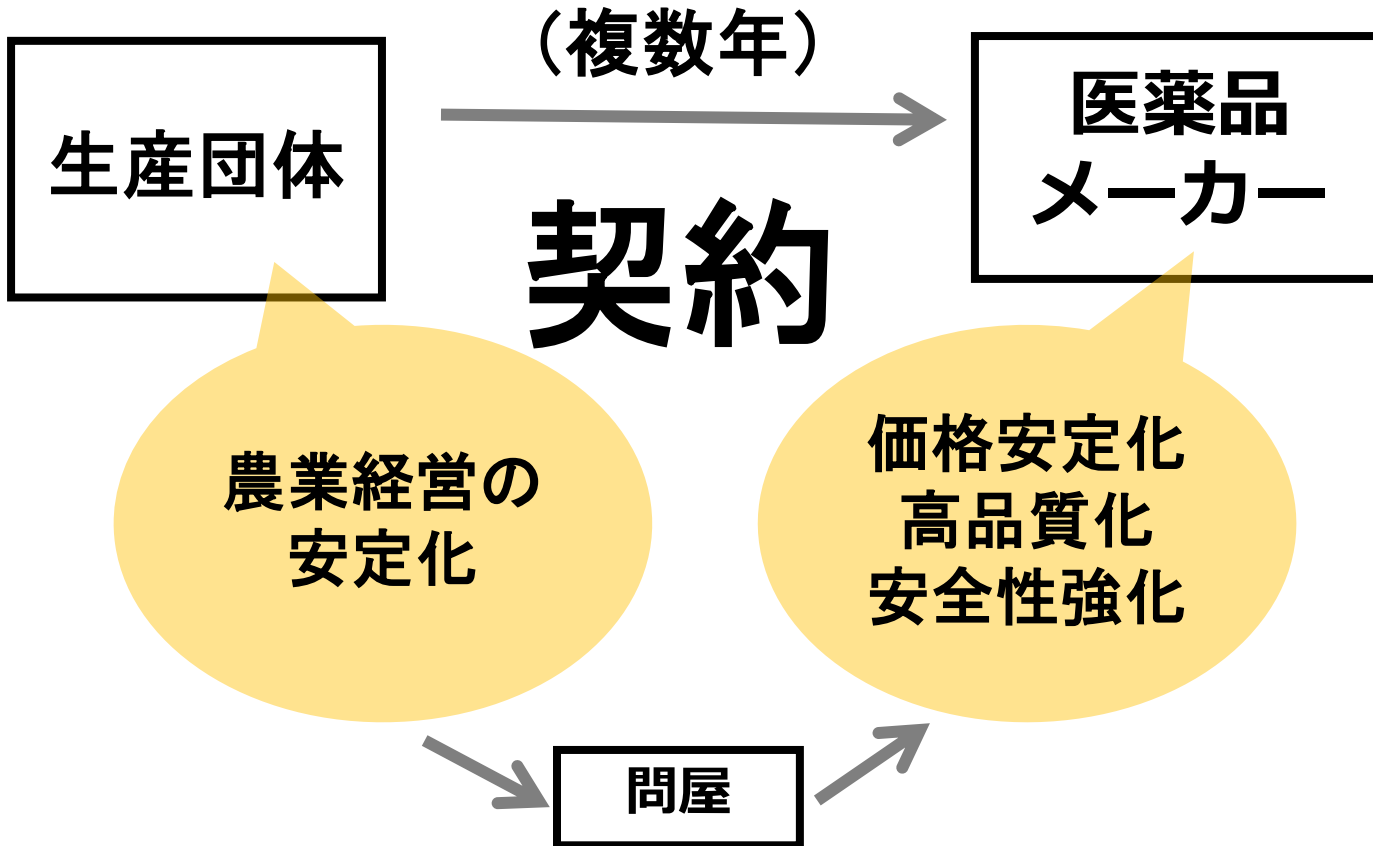 （複数年）
生産団体
医薬品
メーカー
契約
農業経営の
安定化
価格安定化
高品質化
安全性強化
問屋